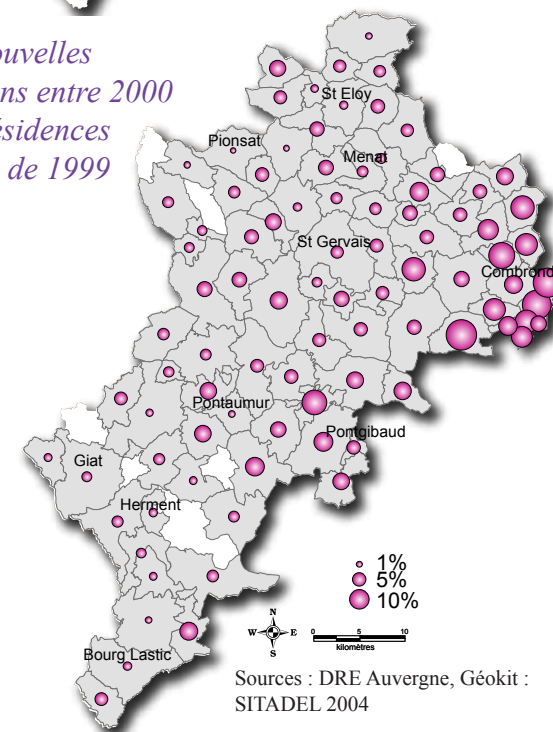 ouvelles
ns entre 2000
ésidences
de 1999
St Eloy
Pionsat
Menat
St Gervais
Combrond
Pontaumur
Pontgibaud
Giat
Herment
Bourg Lastic
1%
5%
10%
N
W E
S
0 5 10
kilomètres
Sources : DRE Auvergne, Géokit :
SITADEL 2004